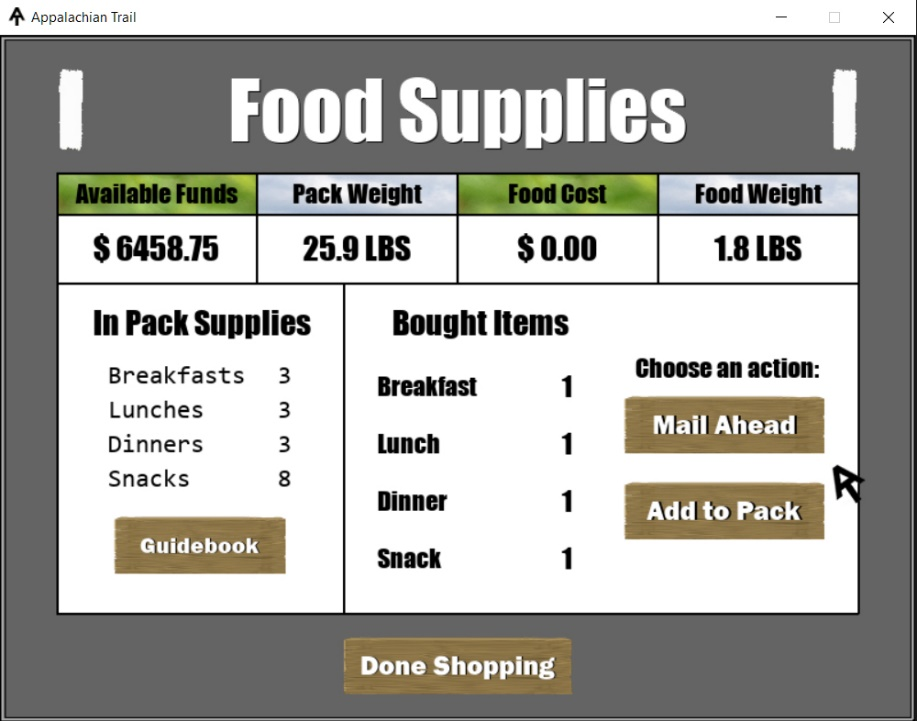 Appalachian Trail
Food Supplies
Available Funds Pack Weight Food Cost Food Weight
$ 6458.75 25.9 LBS $ 0.00 1.8 LBS
In Pack Supplies
Breakfasts 3
Lunches 3
Dinners 3
Snacks 8
Guidebook
Bought Items
Breakfast 1
Lunch 1
Dinner 1
Snack 1
Choose an action:
Mail Ahead
Add to Pack
Done Shopping